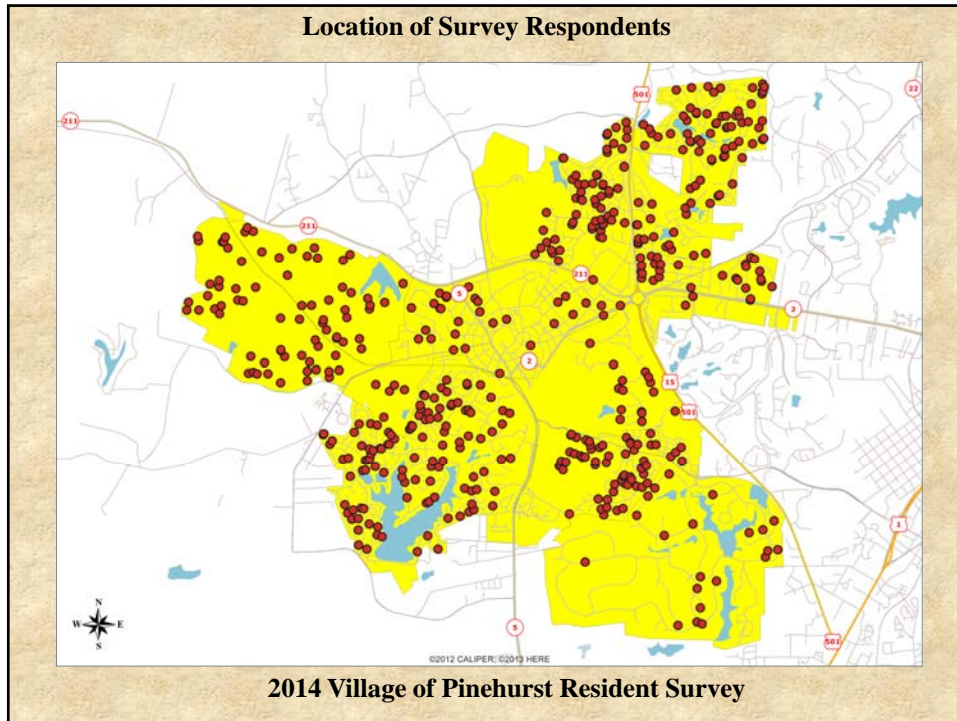 Location of Survey Respondents
501
22
211
211
211
5
2
2
15
501
1
N
W E
S
5
501
©2012 CALIPER; ©2013 HERE
2014 Village of Pinehurst Resident Survey